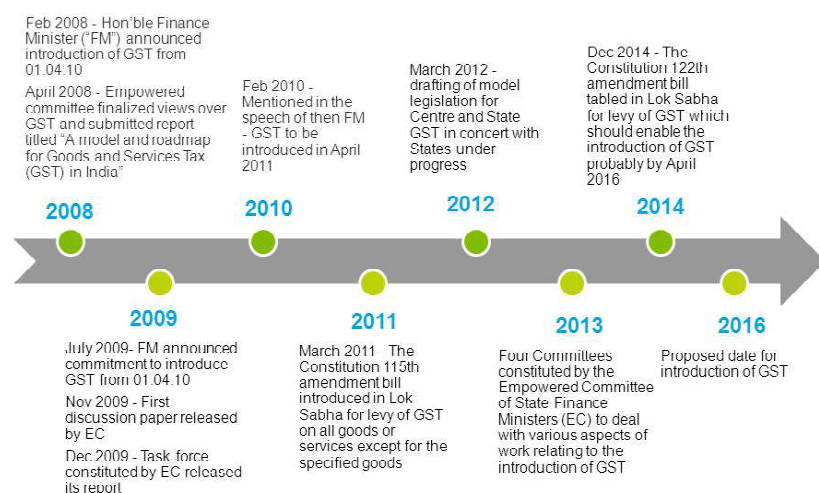 Feb 2008 - Hon'ble Finance
Minister ("FM") announced
introduction of GST from
01.04.10
April 2008 - Empowered
committee finalized views over
GST and submitted report
titled "A model and roadmap
for Goods and Services Tax
(GST) in India"
2008
Feb 2010 -
Mentioned in the
speech of then FM
- GST to be
introduced in April
2011
2010
March 2012 -
drafting of model
legislation for
Centre and State
GST in concert with
States under
progress
2012
Dec 2014 - The
Constitution 122th
amendment bill
tabled in Lok Sabha
for levy of GST which
should enable the
introduction of GST
probably by April
2016
2014
2009
July 2009- FM announced
commitment to introduce
GST from 01.04.10
Nov 2009 - First
discussion paper released
by EC
Dec 2009 - Task force
constituted by EC released
its report
2011
March 2011 The
Constitution 115th
amendment bill
introduced in Lok
Sabha for levy of GST
on all goods or
services except for the
specified goods
2013
Four Committees
constituted by the
Empowered Committee
of State Finance
Ministers (EC) to deal
with various aspects of
work relating to the
introduction of GST
2016
Proposed date for
introduction of GST